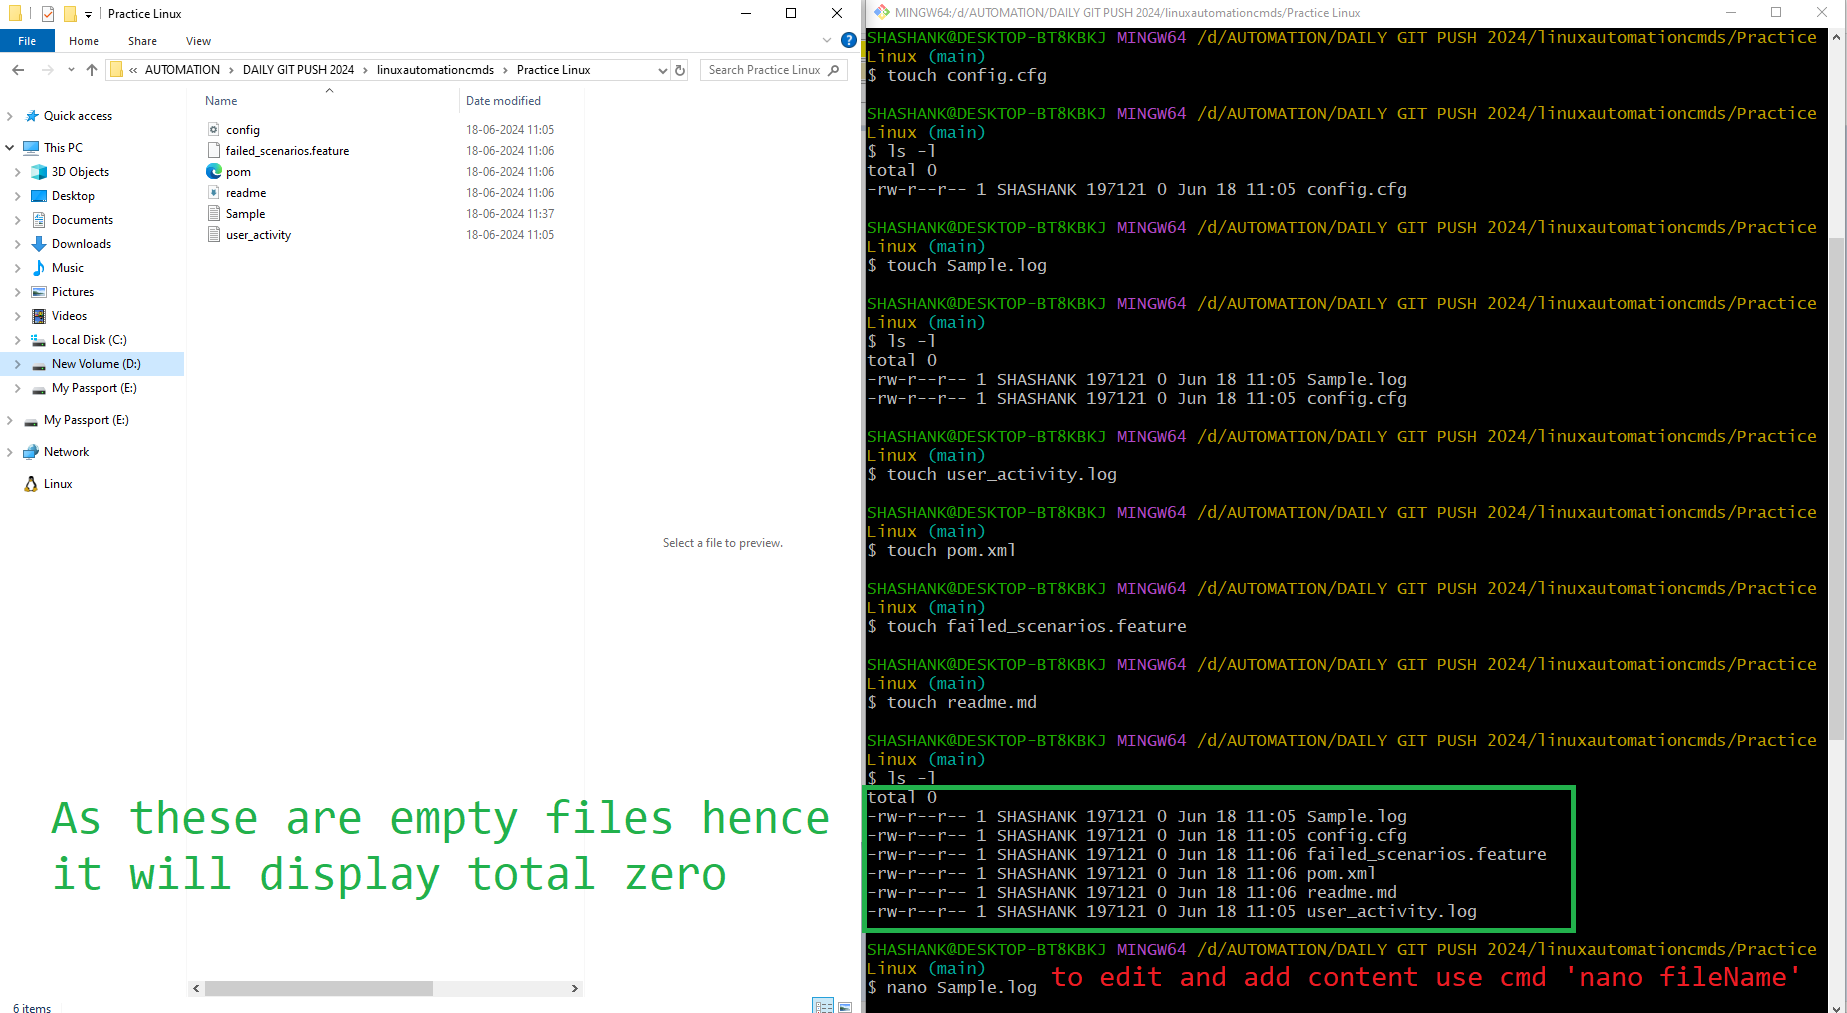 Practice Linux
File Home Share View
« AUTOMATION › DAILY GIT PUSH 2024 › linuxautomationcmds › Practice Linux
Search Practice Linux
Name Date modified
Quick access
This PC
3D Objects
Desktop
Documents
Downloads
Music
Pictures
Videos
Local Disk (C:)
New Volume (D:)
My Passport (E:)
My Passport (E:)
Network
Linux
config 18-06-2024 11:05
failed_scenarios.feature 18-06-2024 11:06
pom 18-06-2024 11:06
readme 18-06-2024 11:06
Sample 18-06-2024 11:37
user_activity 18-06-2024 11:05
Select a file to preview.
As these are empty files hence
it will display total zero
6 items
MINGW64:/d/AUTOMATION/DAILY GIT PUSH 2024/linuxautomationcmds/Practice Linux
SHASHANK@DESKTOP-BT8KBKJ MINGW64 /d/AUTOMATION/DAILY GIT PUSH 2024/linuxautomationcmds/Practice
Linux (main)
$ touch config.cfg
SHASHANK@DESKTOP-BT8KBKJ MINGW64 /d/AUTOMATION/DAILY GIT PUSH 2024/linuxautomationcmds/Practice
Linux (main)
$ ls -l
total 0
-rw-r--r-- 1 SHASHANK 197121 0 Jun 18 11:05 config.cfg
SHASHANK@DESKTOP-BT8KBKJ MINGW64 /d/AUTOMATION/DAILY GIT PUSH 2024/linuxautomationcmds/Practice
Linux (main)
$ touch Sample.log
SHASHANK@DESKTOP-BT8KBKJ MINGW64 /d/AUTOMATION/DAILY GIT PUSH 2024/linuxautomationcmds/Practice
Linux (main)
$ ls -l
total 0
-rw-r--r-- 1 SHASHANK 197121 0 Jun 18 11:05 Sample.log
-rw-r--r-- 1 SHASHANK 197121 0 Jun 18 11:05 config.cfg
SHASHANK@DESKTOP-BT8KBKJ MINGW64 /d/AUTOMATION/DAILY GIT PUSH 2024/linuxautomationcmds/Practice
Linux (main)
$ touch user_activity.log
SHASHANK@DESKTOP-BT8KBKJ MINGW64 /d/AUTOMATION/DAILY GIT PUSH 2024/linuxautomationcmds/Practice
Linux (main)
$ touch pom.xml
SHASHANK@DESKTOP-BT8KBKJ MINGW64 /d/AUTOMATION/DAILY GIT PUSH 2024/linuxautomationcmds/Practice
Linux (main)
$ touch failed_scenarios.feature
SHASHANK@DESKTOP-BT8KBKJ MINGW64 /d/AUTOMATION/DAILY GIT PUSH 2024/linuxautomationcmds/Practice
Linux (main)
$ touch readme.md
SHASHANK@DESKTOP-BT8KBKJ MINGW64 /d/AUTOMATION/DAILY GIT PUSH 2024/linuxautomationcmds/Practice
Linux (main)
$ ls -l
total 0
-rw-r--r-- 1 SHASHANK 197121 0 Jun 18 11:05 Sample.log
-rw-r--r-- 1 SHASHANK 197121 0 Jun 18 11:05 config.cfg
-rw-r--r-- 1 SHASHANK 197121 0 Jun 18 11:06 failed_scenarios.feature
-rw-r--r-- 1 SHASHANK 197121 0 Jun 18 11:06 pom.xml
-rw-r--r-- 1 SHASHANK 197121 0 Jun 18 11:06 readme.md
-rw-r--r-- 1 SHASHANK 197121 0 Jun 18 11:05 user_activity.log
SHASHANK@DESKTOP-BT8KBKJ MINGW64 /d/AUTOMATION/DAILY GIT PUSH 2024/linuxautomationcmds/Practice
Linux (main)
to edit and add content use cmd 'nano fileName'
$ nano Sample.log